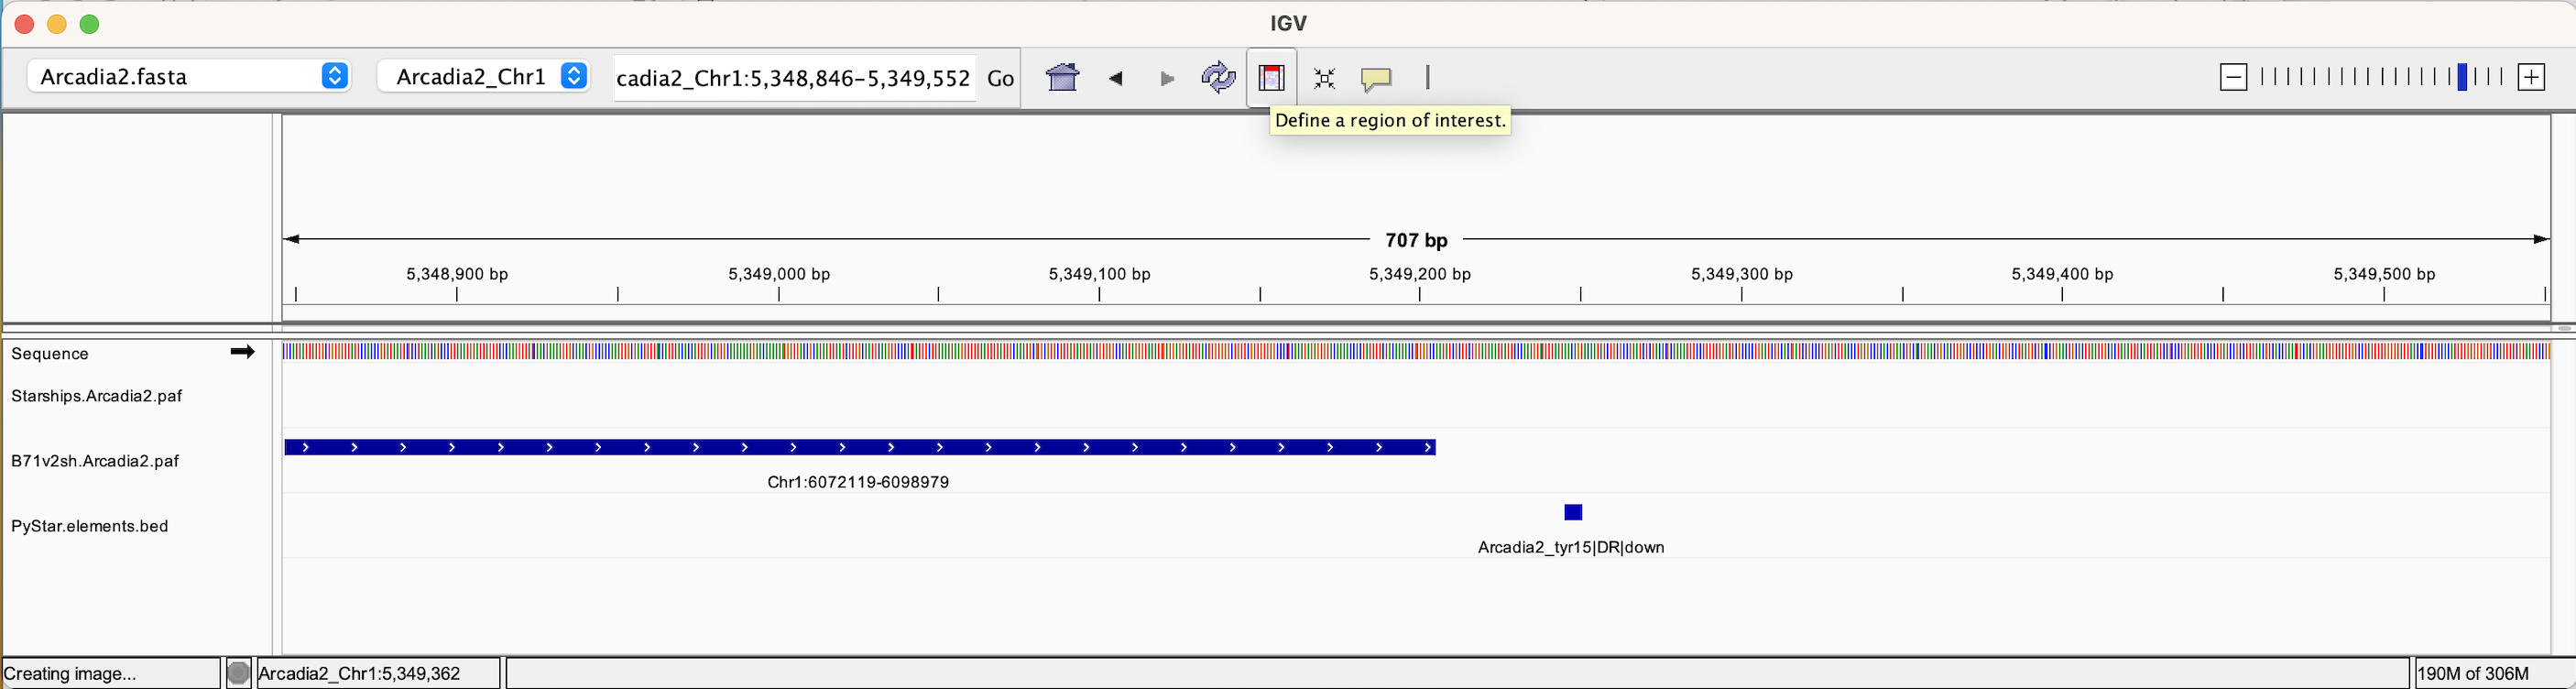 IGV
Arcadia2.fasta
Arcadia2_Chr1
cadia2_Chr1:5,348,846-5,349,552
Go
Define a region of interest.
707 bp
5,348,900 bp 5,349,000 bp 5,349,100 bp 5,349,200 bp 5,349,300 bp 5,349,400 bp 5,349,500 bp
Sequence
Starships.Arcadia2.paf
B71v2sh.Arcadia2.paf
Chr1:6072119-6098979
PyStar.elements.bed
Arcadia2_tyr15|DR|down
Creating image...
Arcadia2_Chr1:5,349,362
190M of 306M